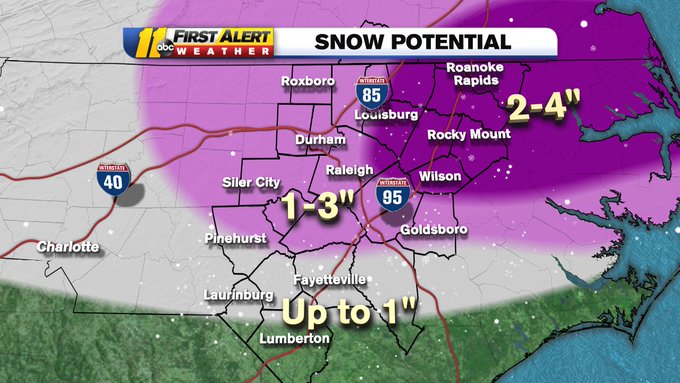 11 abc
FIRST ALERT
WEATHER
SNOW POTENTIAL
Roxboro
INTERSTATE
85
Louisburg
Roanoke
Rapids
2-4"
Durham
Rocky Mount
Raleigh
Wilson
INTERSTATE
40
Siler City
1-3"
INTERSTATE
95
Goldsboro
Charlotte
Pinehurst
Fayetteville
Laurinburg
Up to 1"
Lumberton